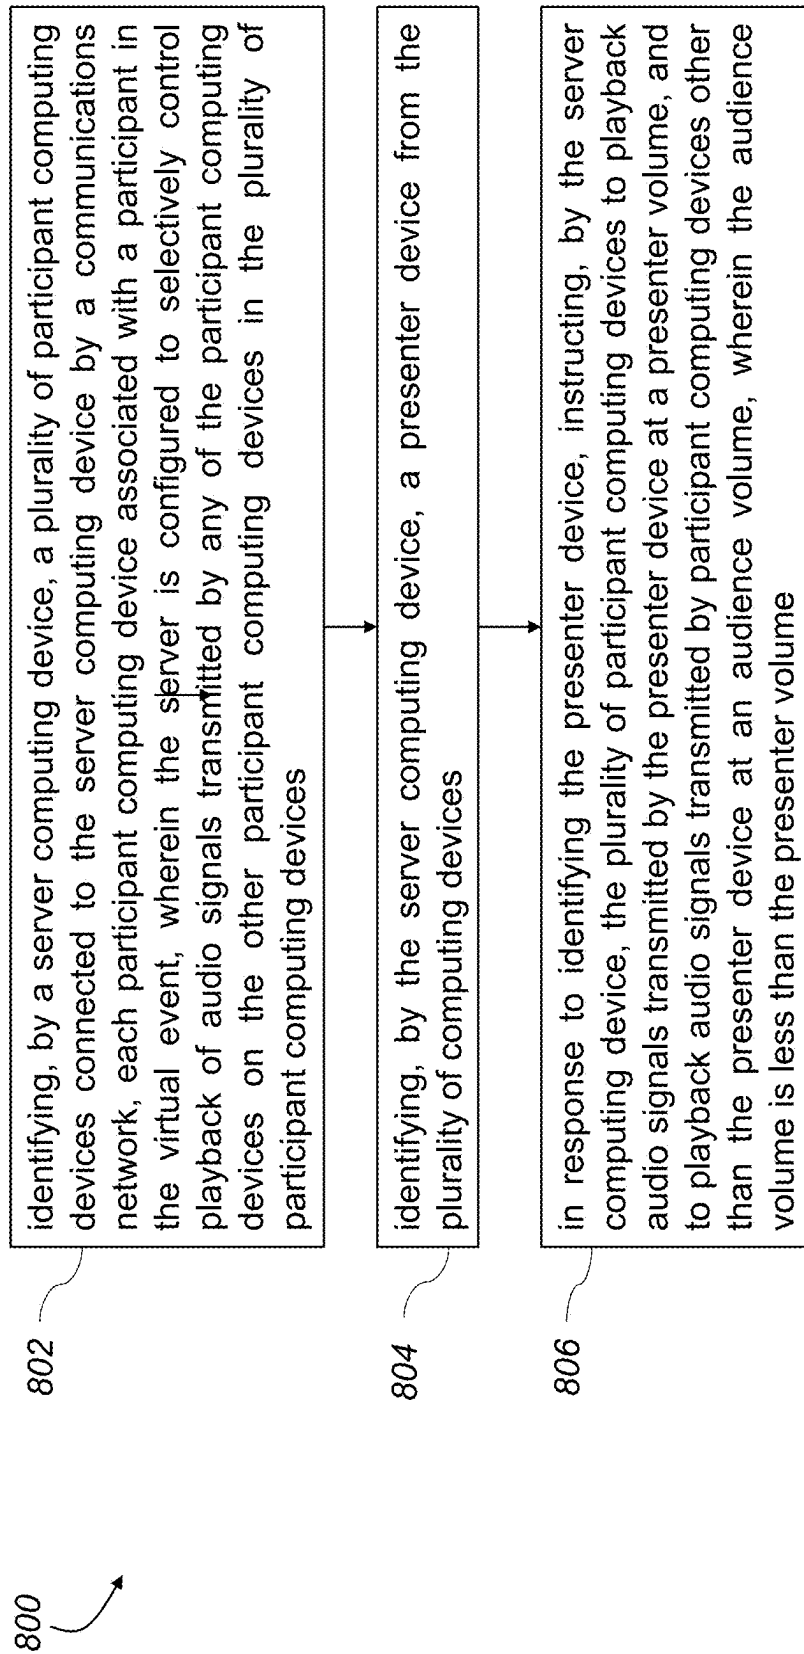 800
802
identifying, by a server computing device, a plurality of participant computing
devices connected to the server computing device by a communications
network, each participant computing device associated with a participant in
the virtual event, wherein the server is configured to selectively control
playback of audio signals transmitted by any of the participant computing
devices on the other participant computing devices in the plurality of
participant computing devices
804
identifying, by the server computing device, a presenter device from the
plurality of computing devices
806
in response to identifying the presenter device, instructing, by the server
computing device, the plurality of participant computing devices to playback
audio signals transmitted by the presenter device at a presenter volume, and
to playback audio signals transmitted by participant computing devices other
than the presenter device at an audience volume, wherein the audience
volume is less than the presenter volume